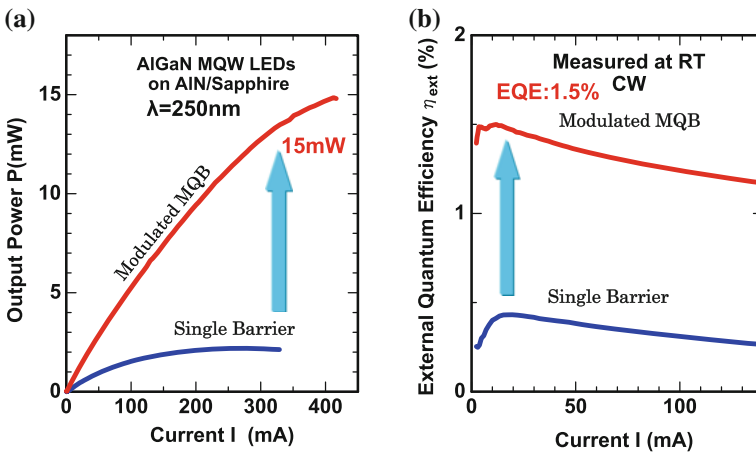 (a)
AlGaN MQW LEDs
on AlN/Sapphire
λ=250nm
15mW
Modulated MQB
Single Barrier
Output Power P(mW)
15
10
5
0
0 100 200 300 400
Current I (mA)
(b)
Measured at RT
CW
EQE:1.5%
Modulated MQB
Single Barrier
External Quantum Efficiency η ext (%)
2
1
0
0 50 100
Current I (mA)